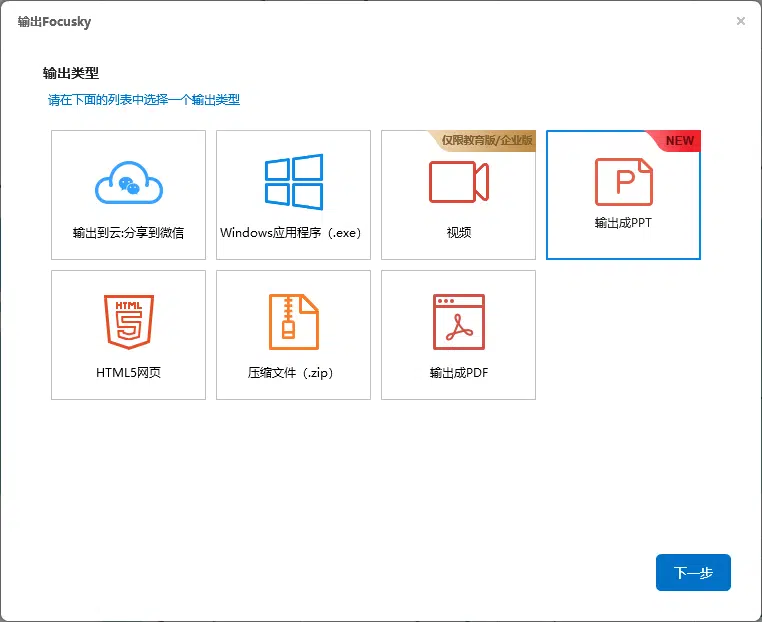 输出Focusky
输出类型
请在下面的列表中选择一个输出类型
输出到云:分享到微信
Windows应用程序（.exe）
仅限教育版/企业版
视频
NEW
P
输出成PPT
HTML
5
HTML5网页
压缩文件（.zip）
输出成PDF
下一步